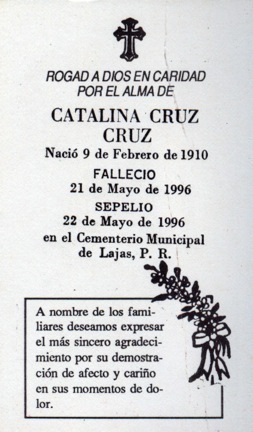 ROGAD A DIOS EN CARIDAD
POR EL ALMA DE
CATALINA CRUZ
CRUZ
Nació 9 de Febrero de 1910
FALLECIO
21 de Mayo de 1996
SEPELIO
22 de Mayo de 1996
en el Cementerio Municipal
de Lajas, P. R.
A nombre de los fami-
liares deseamos expresar
el más sincero agradeci-
miento por su demostra-
ción de afecto y cariño
en sus momentos de do-
lor.